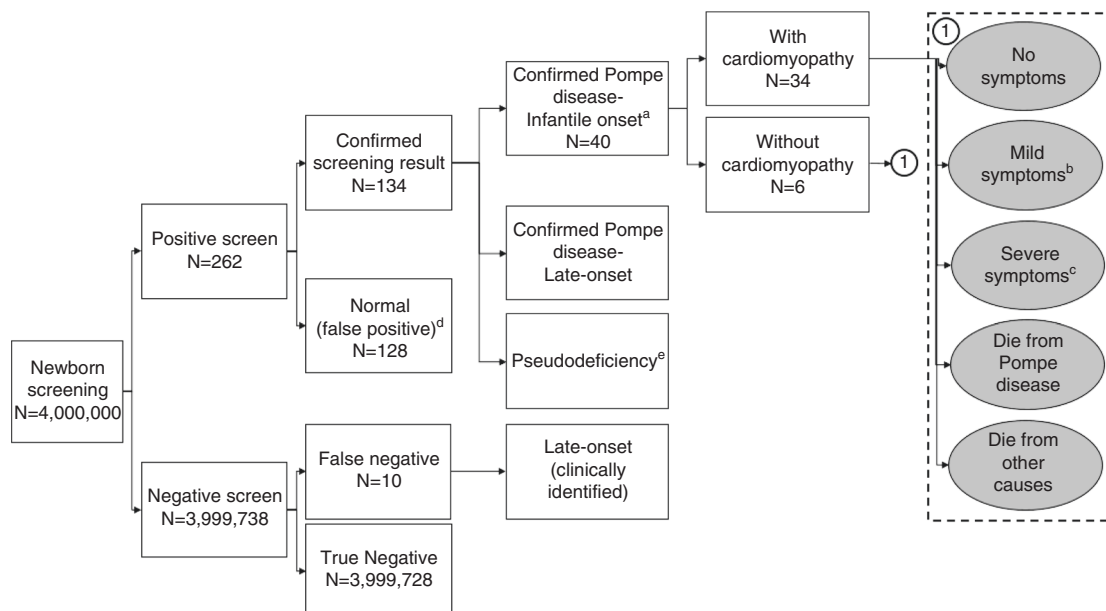 Newborn
screening
N=4,000,000
Positive screen
N=262
Negative screen
N=3,999,738
Confirmed
screening result
N=134
Normal
(false positive)d
N=128
False negative
N=10
True Negative
N=3,999,728
Confirmed Pompe
disease-
Infantile onseta
N=40
Confirmed Pompe
disease-
Late-onset
Pseudodeficiencye
Late-onset
(clinically
identified)
With
cardiomyopathy
N=34
Without
cardiomyopathy
N=6
1
1
No
symptoms
Mild
symptomsb
Severe
symptomsc
Die from
Pompe
disease
Die from
other
causes